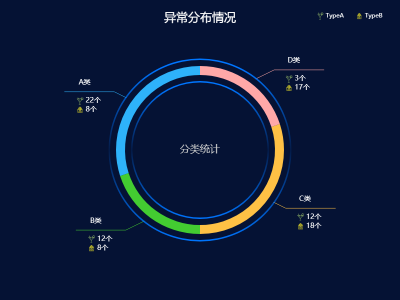 异常分布情况
TypeA
TypeB
D类
3个
17个
A类
22个
8个
分类统计
C类
12个
18个
B类
12个
8个